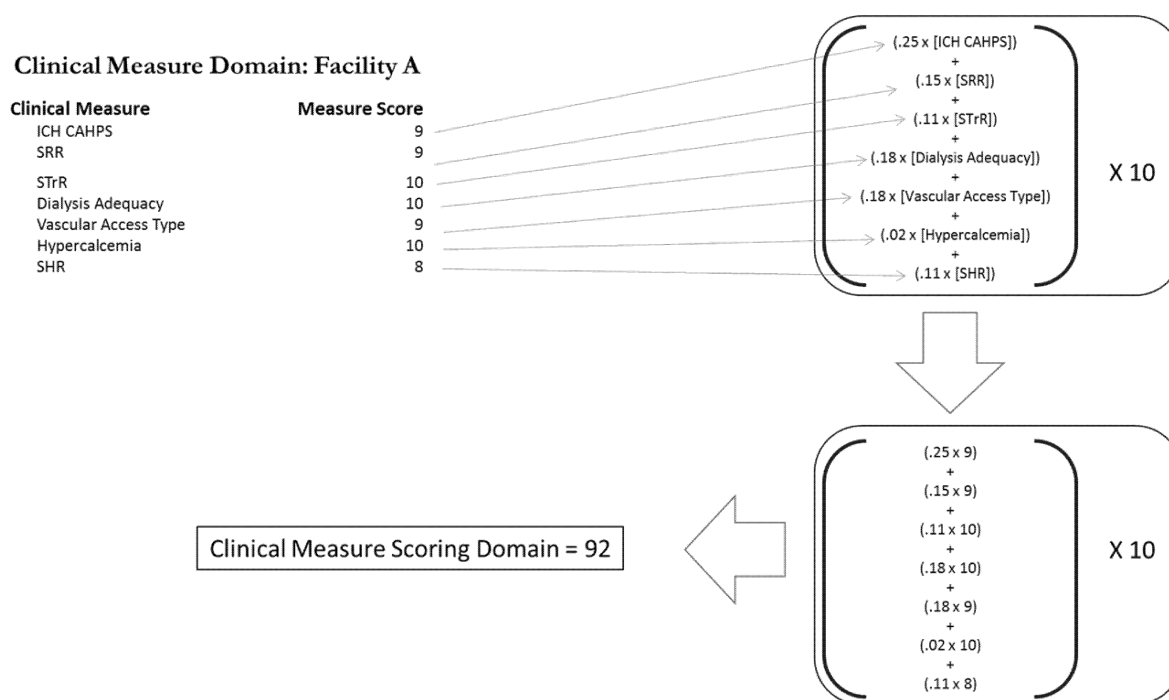 Clinical Measure Domain: Facility A
Clinical Measure Measure Score
ICH CAHPS 9
SRR 9
STrR 10
Dialysis Adequacy 10
Vascular Access Type 9
Hypercalcemia 10
SHR 8
(.25 x [ICH CAHPS])
+
(.15 x [SRR])
+
(.11 x [STrR])
+
(.18 x [Dialysis Adequacy])
+
(.18 x [Vascular Access Type])
+
(.02 x [Hypercalcemia])
+
(.11 x [SHR])
X 10
(.25 x 9)
+
(.15 x 9)
+
(.11 x 10)
+
(.18 x 10)
+
(.18 x 9)
+
(.02 x 10)
+
(.11 x 8)
X 10
Clinical Measure Scoring Domain = 92